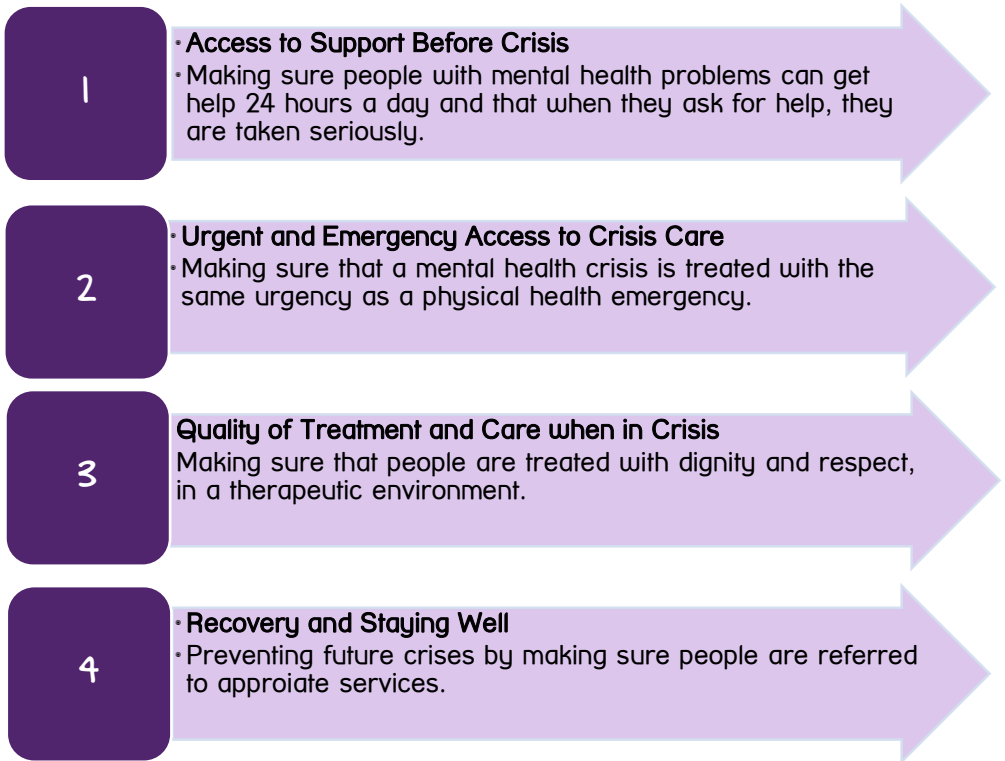 1
• Access to Support Before Crisis
• Making sure people with mental health problems can get
help 24 hours a day and that when they ask for help, they
are taken seriously.
2
• Urgent and Emergency Access to Crisis Care
• Making sure that a mental health crisis is treated with the
same urgency as a physical health emergency.
3
Quality of Treatment and Care when in Crisis
Making sure that people are treated with dignity and respect,
in a therapeutic environment.
4
• Recovery and Staying Well
• Preventing future crises by making sure people are referred
to approiate services.